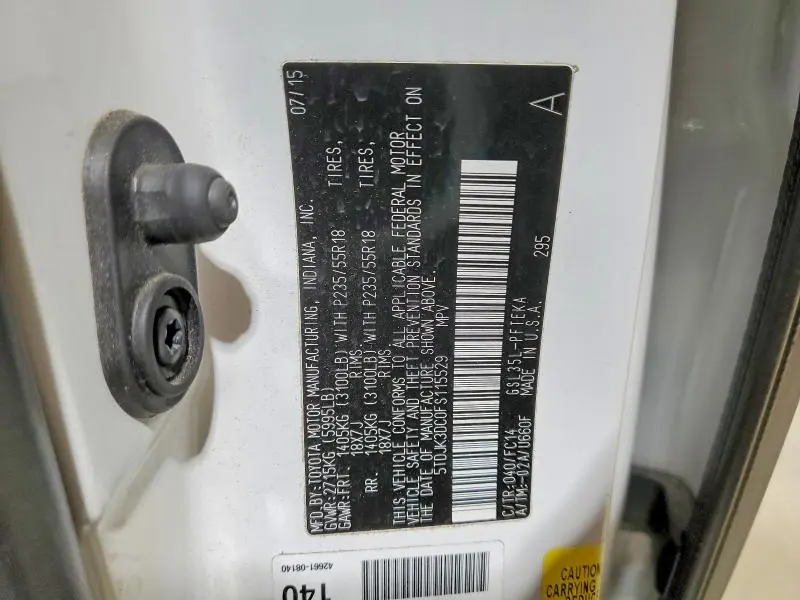 MFD.BY:TOYOTA MOTOR MANUFACTURING, INDIANA, INC. 07/15
GVWR:2715KG (5995LB)
GAWR:FRT 1405KG (3100LB) WITH P235/55R18 TIRES,
18X7J RIMS
RR. 1405KG (3100LB) WITH P235/55R18 TIRES,
18X7J RIMS
THIS VEHICLE CONFORMS TO ALL APPLICABLE FEDERAL MOTOR
VEHICLE SAFETY AND THEFT PREVENTION STANDARDS IN EFFECT ON
THE DATE OF MANUFACTURE SHOWN ABOVE.
5TDJK3DC0FS115529 MPV
C/TR:040/FC14 GSL35L-PFTEKA 295 A
A/TM:-02A/U660F MADE IN U.S.A.
42661-08140
140
CAUTION
CARRYING